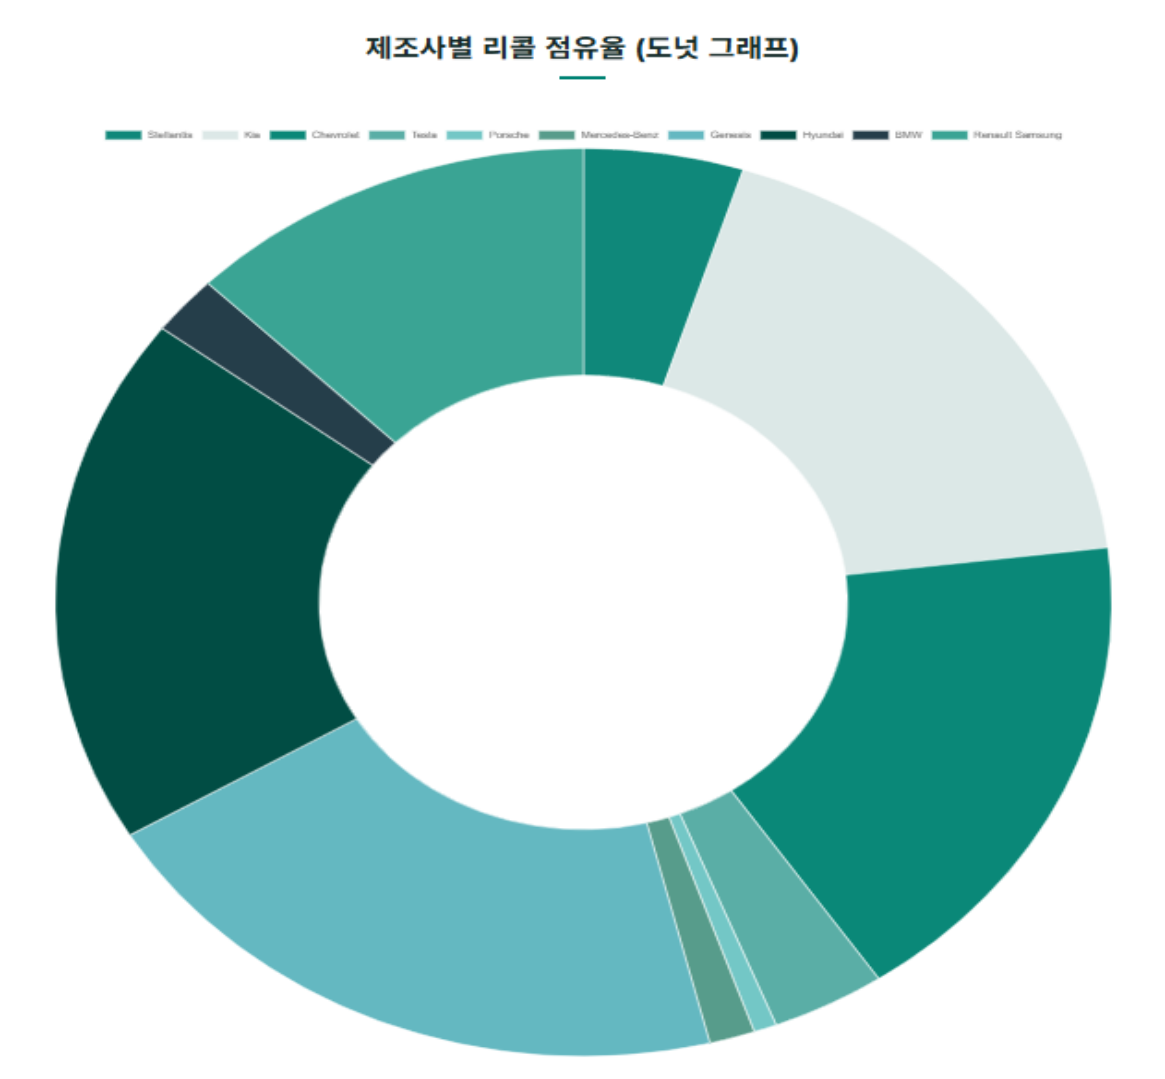 제조사별 리콜 점유율 (도넛 그래프)
Stellantis Kia Chevrolet Tesla Porsche Mercedes-Benz Genesis Hyundai BMW Renault Samsung